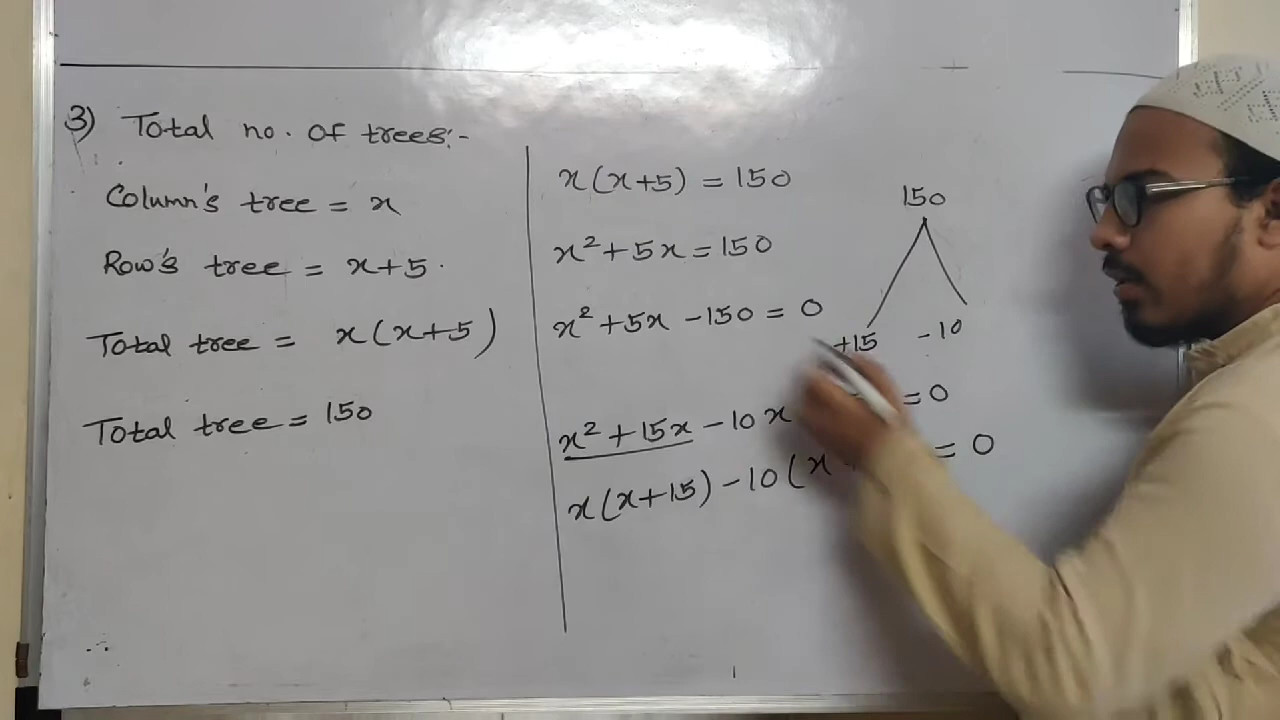 3) Total no. of trees:-
Column's tree = x
Row's tree = x+5.
Total tree = x(x+5)
Total tree = 150
x(x+5) = 150
x²+5x = 150
x²+5x -150 = 0
x²+15x -10x = 0
x(x+15) -10(x = 0
150
+15 -10